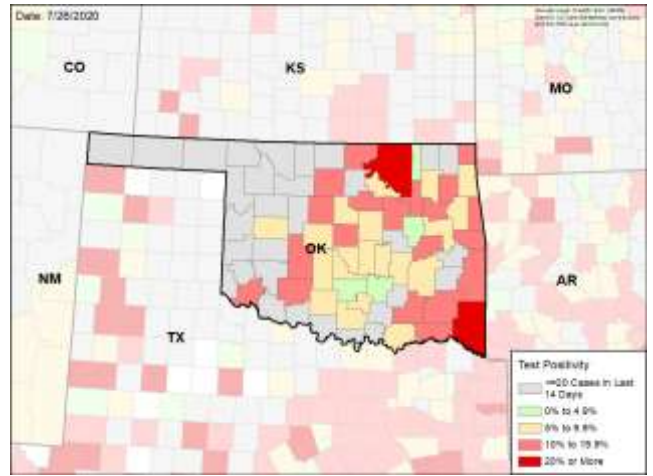 Date: 7/26/2020
CO
KS
MO
OK
NM
AR
TX
Test Positivity
<=20 Cases in Last
14 Days
0% to 4.9%
5% to 9.9%
10% to 19.9%
20% or More